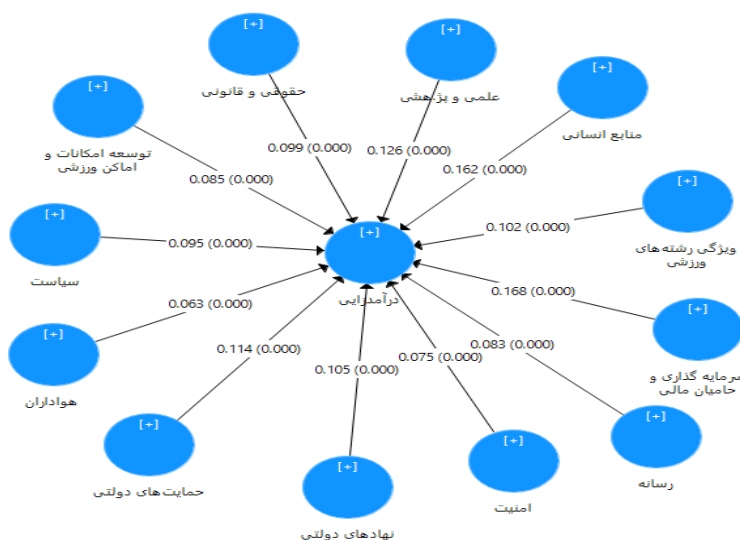 [+]
حقوقی و قانونی
[+]
علمی و پژوهشی
[+]
منابع انسانی
[+]
توسعه امکانات و
اماکن ورزشی
0.099 (0.000)
0.126 (0.000)
0.162 (0.000)
0.085 (0.000)
[+]
ویژگی رشته‌های
ورزشی
0.102 (0.000)
[+]
سیاست
0.095 (0.000)
[+]
درآمدزایی
0.168 (0.000)
[+]
سرمایه گذاری و
حامیان مالی
0.063 (0.000)
[+]
هواداران
0.114 (0.000)
0.105 (0.000)
0.075 (0.000)
0.083 (0.000)
[+]
حمایت‌های دولتی
[+]
نهادهای دولتی
[+]
امنیت
[+]
رسانه